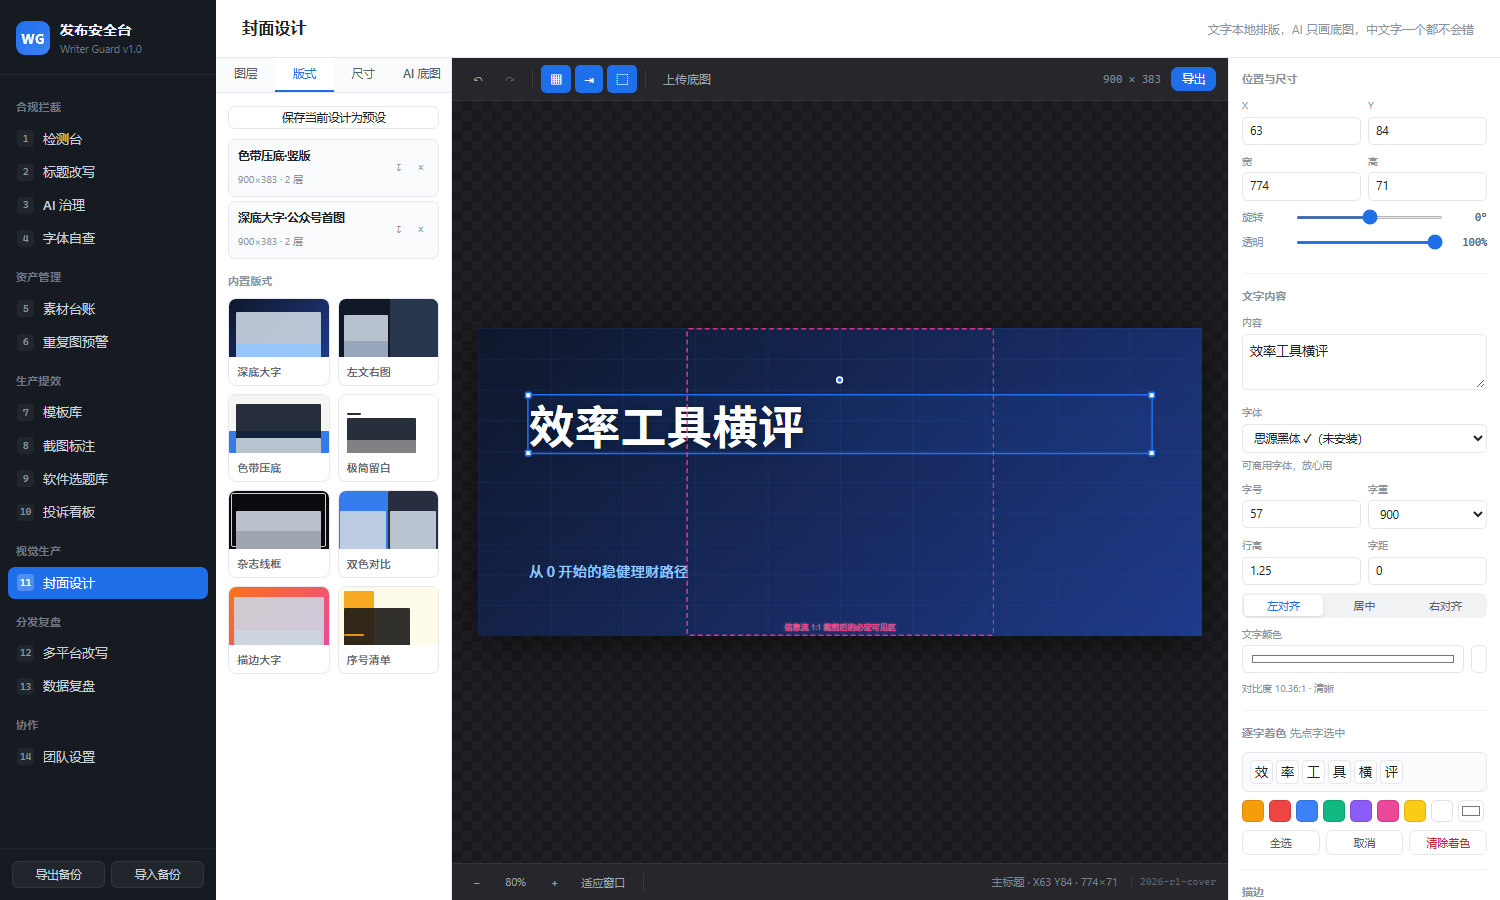 WG
发布安全台
Writer Guard v1.0
合规拦截
1 检测台
2 标题改写
3 AI 治理
4 字体自查
资产管理
5 素材台账
6 重复图预警
生产提效
7 模板库
8 截图标注
9 软件选题库
10 投诉看板
视觉生产
11 封面设计
分发复盘
12 多平台改写
13 数据复盘
协作
14 团队设置
导出备份 导入备份
封面设计
文字本地排版，AI 只画底图，中文字一个都不会错
图层 版式 尺寸 AI 底图
保存当前设计为预设
色带压底·竖版
900×383 · 2 层
深底大字·公众号首图
900×383 · 2 层
内置版式
深底大字 左文右图
色带压底 极简留白
杂志线框 双色对比
描边大字 序号清单
上传底图
900 × 383 导出
效率工具横评
从 0 开始的稳健理财路径
信息流 1:1 裁剪后的必定可见区
− 80% + 适应窗口
主标题 · X63 Y84 · 774×71 2026-rl-cover
位置与尺寸
X Y
63 84
宽 高
774 71
旋转 0°
透明 100%
文字内容
内容
效率工具横评
字体
思源黑体 ✓ (未安装)
可商用字体，放心用
字号 字重
57 900
行高 字距
1.25 0
左对齐 居中 右对齐
文字颜色
对比度 10.36:1 · 清晰
逐字着色 先点字选中
效 率 工 具 横 评
全选 取消 清除着色
描边